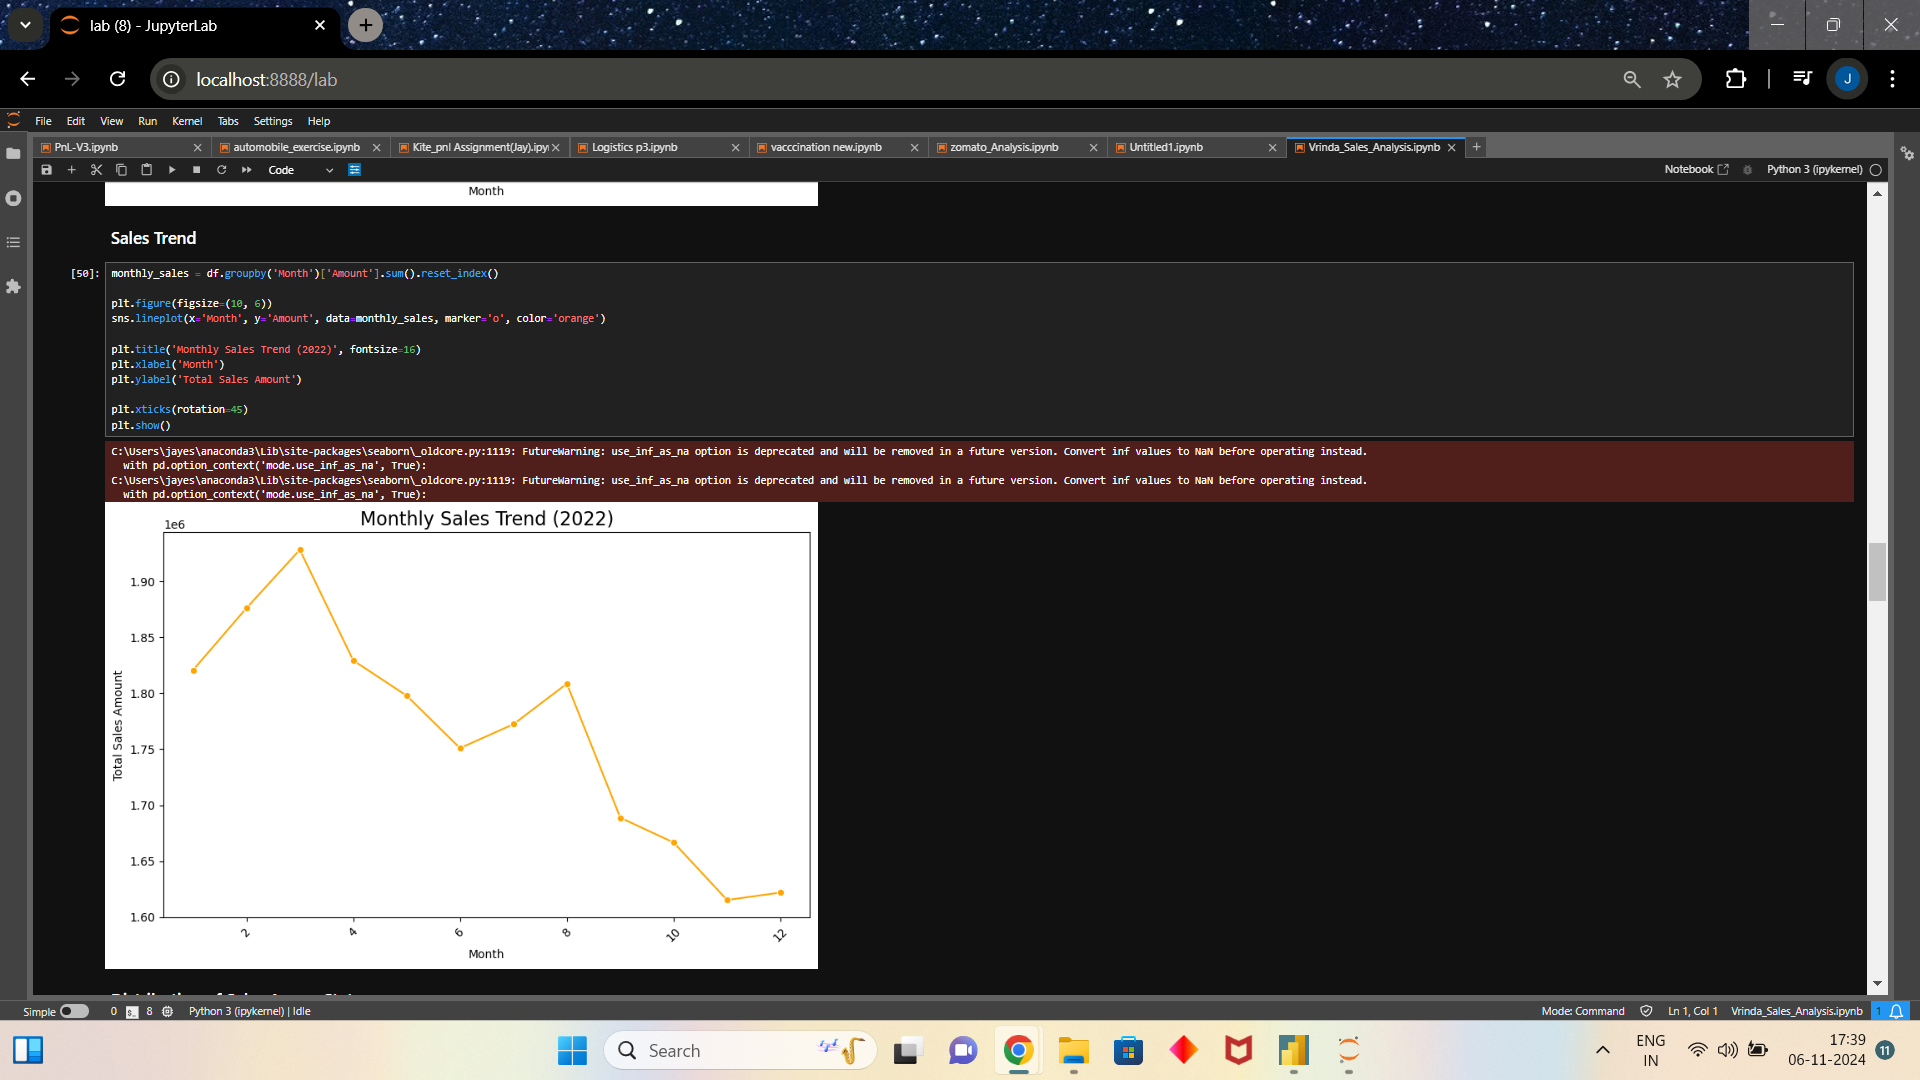 lab (8) - JupyterLab
localhost:8888/lab
J
File Edit View Run Kernel Tabs Settings Help
PnL-V3.ipynb automobile_exercise.ipynb Kite_pnl Assignment(Jay).ipyn Logistics p3.ipynb vacccination new.ipynb zomato_Analysis.ipynb Untitled1.ipynb Vrinda_Sales_Analysis.ipynb
Code Notebook Python 3 (ipykernel)
Month
Sales Trend
[50]: monthly_sales = df.groupby('Month')['Amount'].sum().reset_index()
plt.figure(figsize=(10, 6))
sns.lineplot(x='Month', y='Amount', data=monthly_sales, marker='o', color='orange')
plt.title('Monthly Sales Trend (2022)', fontsize=16)
plt.xlabel('Month')
plt.ylabel('Total Sales Amount')
plt.xticks(rotation=45)
plt.show()
C:\Users\jayes\anaconda3\Lib\site-packages\seaborn\_oldcore.py:1119: FutureWarning: use_inf_as_na option is deprecated and will be removed in a future version. Convert inf values to NaN before operating instead.
with pd.option_context('mode.use_inf_as_na', True):
C:\Users\jayes\anaconda3\Lib\site-packages\seaborn\_oldcore.py:1119: FutureWarning: use_inf_as_na option is deprecated and will be removed in a future version. Convert inf values to NaN before operating instead.
with pd.option_context('mode.use_inf_as_na', True):
Monthly Sales Trend (2022)
1e6
1.90
1.85
1.80
1.75
1.70
1.65
1.60
Total Sales Amount
2 4 6 8 10 12
Month
Simple 0 8 Python 3 (ipykernel) | Idle Mode: Command Ln 1, Col 1 Vrinda_Sales_Analysis.ipynb 1
Search
ENG
IN
17:39
06-11-2024
11